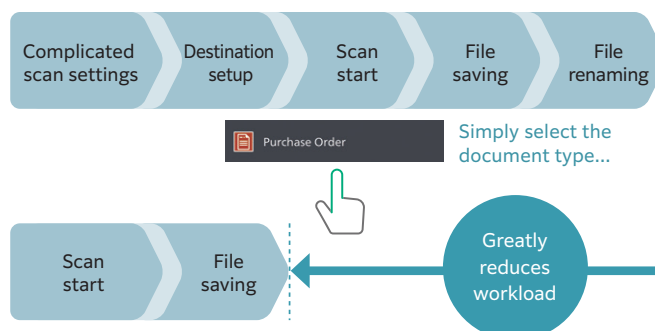 Complicated
scan settings
Destination
setup
Scan
start
File
saving
File
renaming
Purchase Order
Simply select the
document type...
Scan
start
File
saving
Greatly
reduces
workload